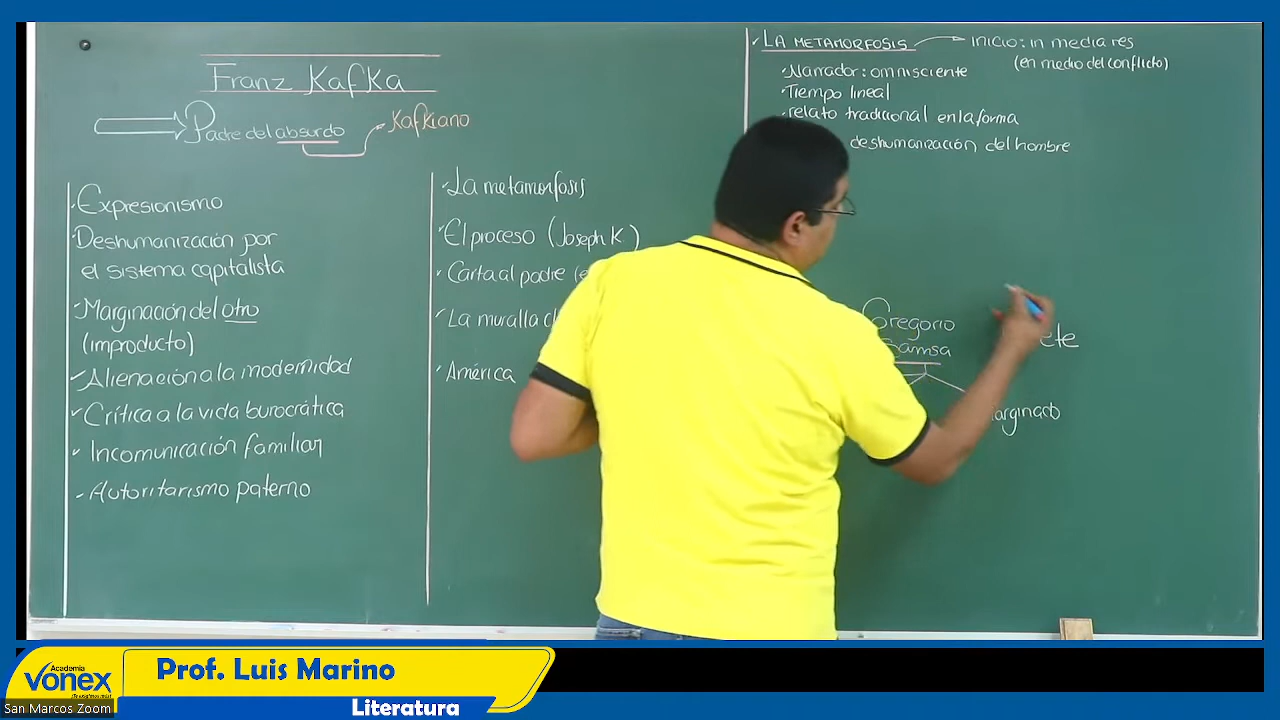 Franz Kafka
Padre del absurdo
Kafkiano
Expresionismo
Deshumanización por
el sistema capitalista
Marginación del otro
(improducto)
Alienación a la modernidad
Crítica a la vida burocrática
Incomunicación familiar
Autoritarismo paterno
La metamorfosis
El proceso (Joseph K.)
Carta al padre
La muralla
América
LA METAMORFOSIS
inicio: in media res
(en medio del conflicto)
Narrador: omnisciente
Tiempo lineal
relato tradicional en la forma
deshumanización del hombre
Gregorio
Samsa
Academia
vonex
Prof. Luis Marino
Literatura
San Marcos Zoom